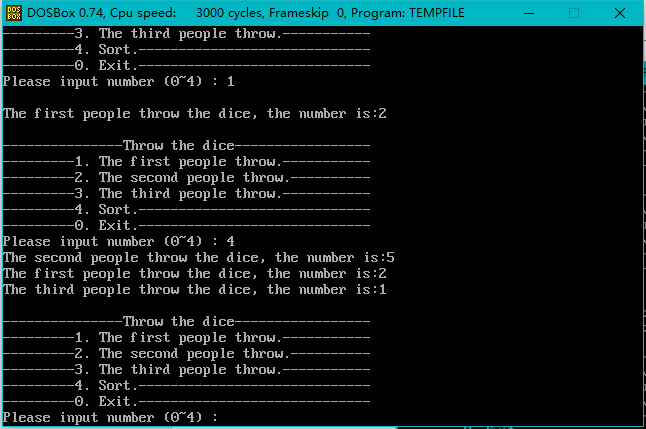 DOSBox 0.74, Cpu speed:    3000 cycles, Frameskip  0, Program: TEMPFILE
---------3. The third people throw.-----------
---------4. Sort.-----------------------------
---------0. Exit.-----------------------------
Please input number (0~4) : 1
The first people throw the dice, the number is:2
---------------Throw the dice-----------------
---------1. The first people throw.-----------
---------2. The second people throw.----------
---------3. The third people throw.-----------
---------4. Sort.-----------------------------
---------0. Exit.-----------------------------
Please input number (0~4) : 4
The second people throw the dice, the number is:5
The first people throw the dice, the number is:2
The third people throw the dice, the number is:1
---------------Throw the dice-----------------
---------1. The first people throw.-----------
---------2. The second people throw.----------
---------3. The third people throw.-----------
---------4. Sort.-----------------------------
---------0. Exit.-----------------------------
Please input number (0~4) :